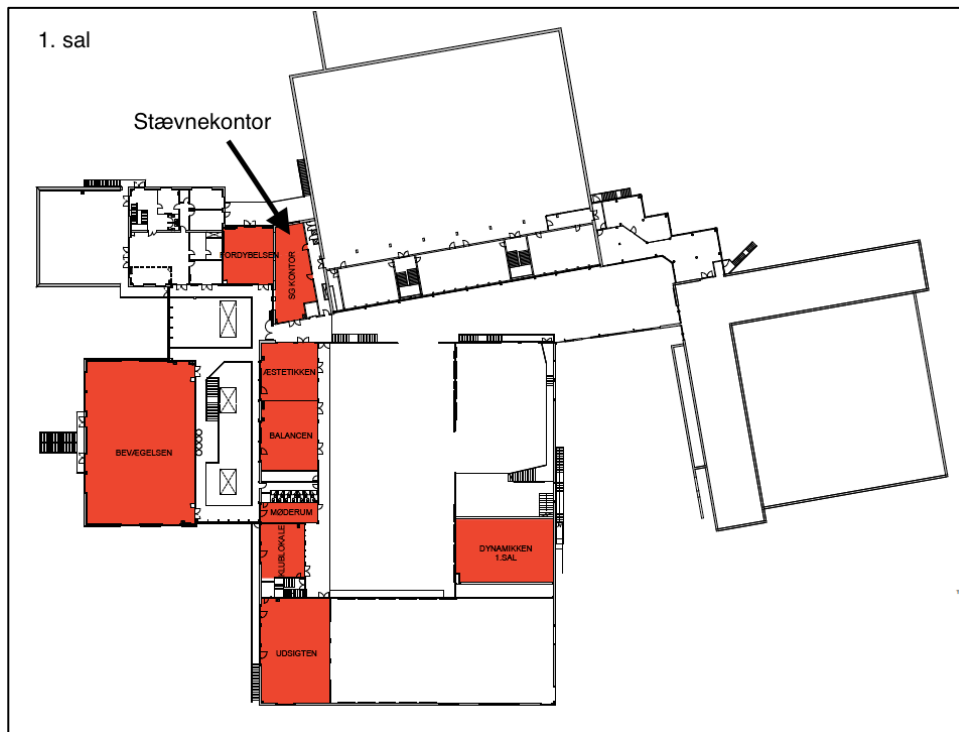 1. sal
Stævnekontor
FORDYBELSEN
SG KONTOR
ÆSTETIKKEN
BALANCEN
BEVÆGELSEN
MØDERUM
KLUBLOKALE
DYNAMIKKEN
1.SAL
UDSIGTEN